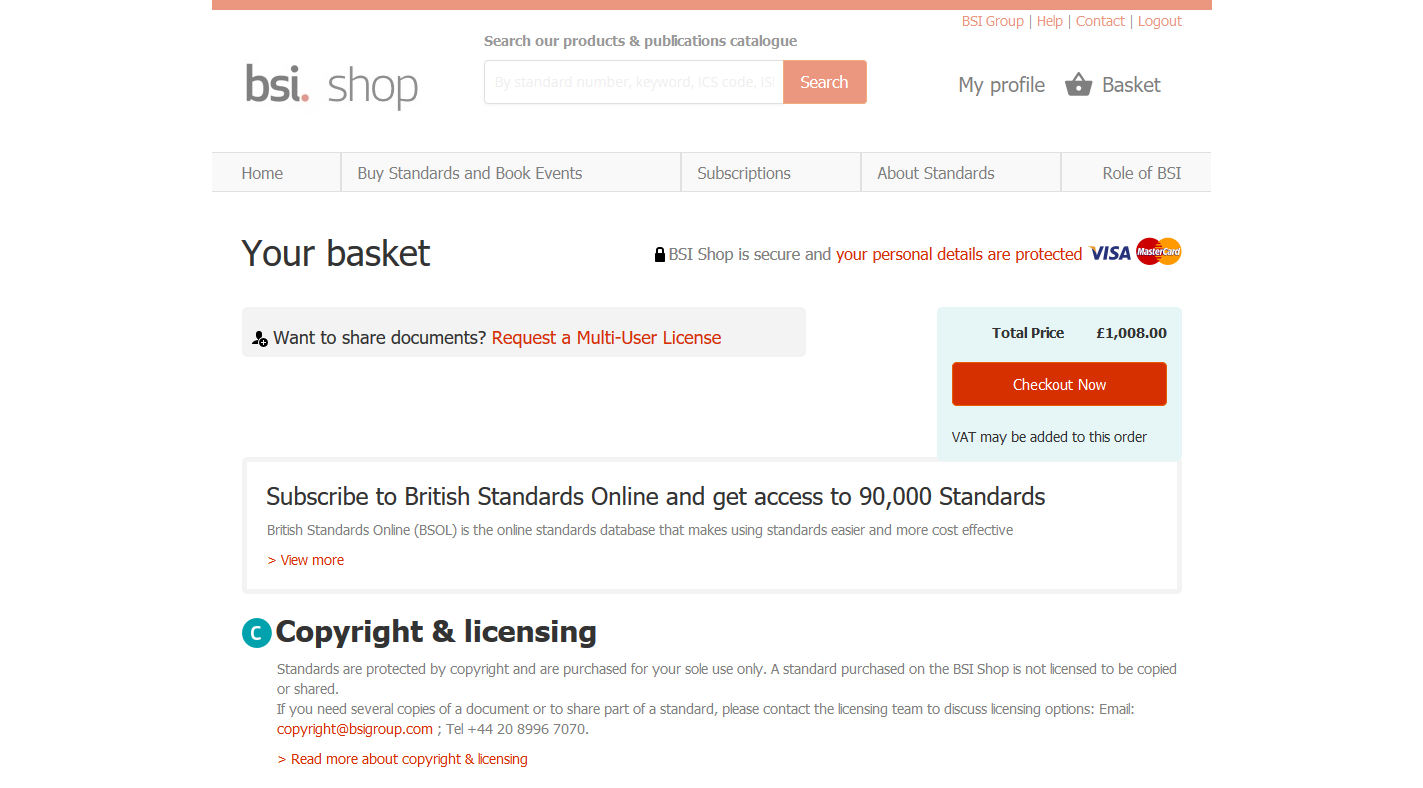 BSI Group | Help | Contact | Logout
Search our products & publications catalogue
bsi. shop
By standard number, keyword, ICS code, ISI
Search
My profile
Basket
Home
Buy Standards and Book Events
Subscriptions
About Standards
Role of BSI
Your basket
BSI Shop is secure and your personal details are protected VISA MasterCard
Want to share documents? Request a Multi-User License
Total Price £1,008.00
Checkout Now
VAT may be added to this order
Subscribe to British Standards Online and get access to 90,000 Standards
British Standards Online (BSOL) is the online standards database that makes using standards easier and more cost effective
> View more
C Copyright & licensing
Standards are protected by copyright and are purchased for your sole use only. A standard purchased on the BSI Shop is not licensed to be copied
or shared.
If you need several copies of a document or to share part of a standard, please contact the licensing team to discuss licensing options: Email:
copyright@bsigroup.com ; Tel +44 20 8996 7070.
> Read more about copyright & licensing